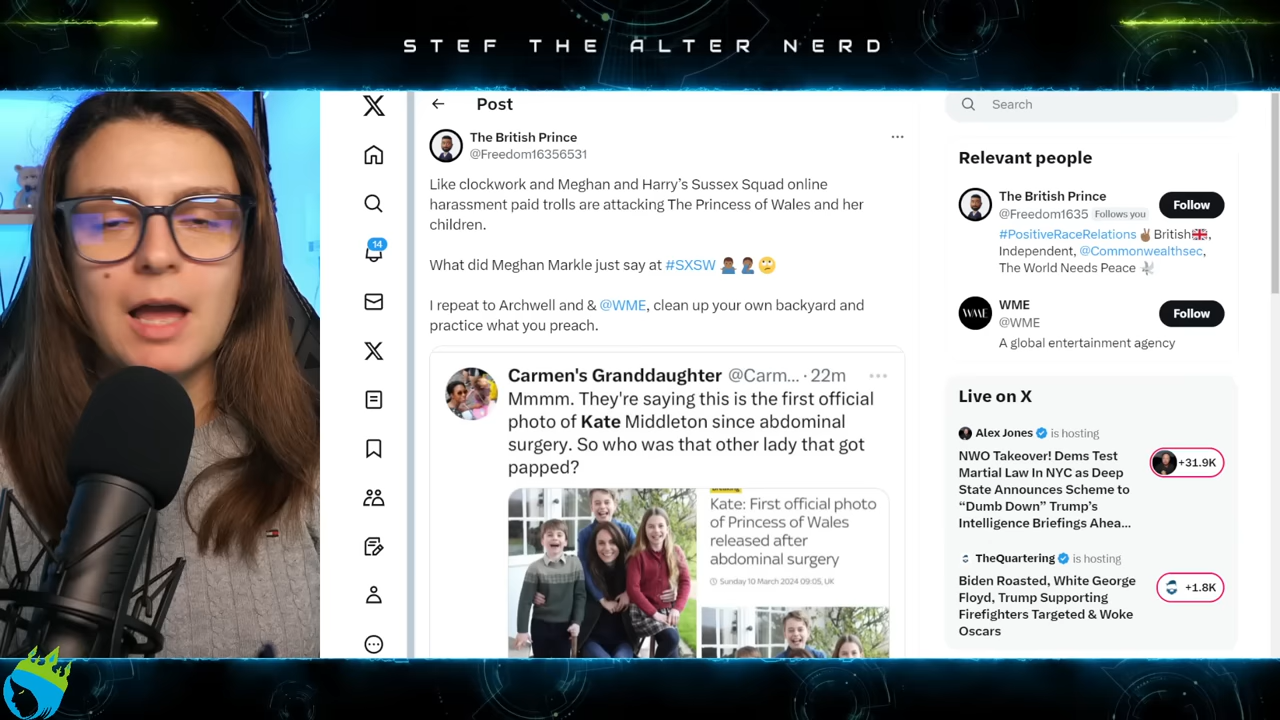 STEF THE ALTER NERD
Post
The British Prince
@Freedom16356531
Like clockwork and Meghan and Harry’s Sussex Squad online
harassment paid trolls are attacking The Princess of Wales and her
children.
What did Meghan Markle just say at #SXSW 🤷🏾‍♂️🤦🏾‍♂️🙄
I repeat to Archwell and & @WME, clean up your own backyard and
practice what you preach.
Carmen's Granddaughter @Carm... · 22m
Mmmm. They're saying this is the first official
photo of Kate Middleton since abdominal
surgery. So who was that other lady that got
papped?
Breaking
Kate: First official photo
of Princess of Wales
released after
abdominal surgery
Sunday 10 March 2024 09:05, UK
14
Search
Relevant people
The British Prince
@Freedom1635 Follows you
Follow
#PositiveRaceRelations ✌🏾British🇬🇧,
Independent, @Commonwealthsec,
The World Needs Peace 🕊
WME
WME
@WME
Follow
A global entertainment agency
Live on X
Alex Jones is hosting
NWO Takeover! Dems Test
Martial Law In NYC as Deep
State Announces Scheme to
“Dumb Down” Trump’s
Intelligence Briefings Ahea...
+31.9K
TheQuartering is hosting
Biden Roasted, White George
Floyd, Trump Supporting
Firefighters Targeted & Woke
Oscars
+1.8K